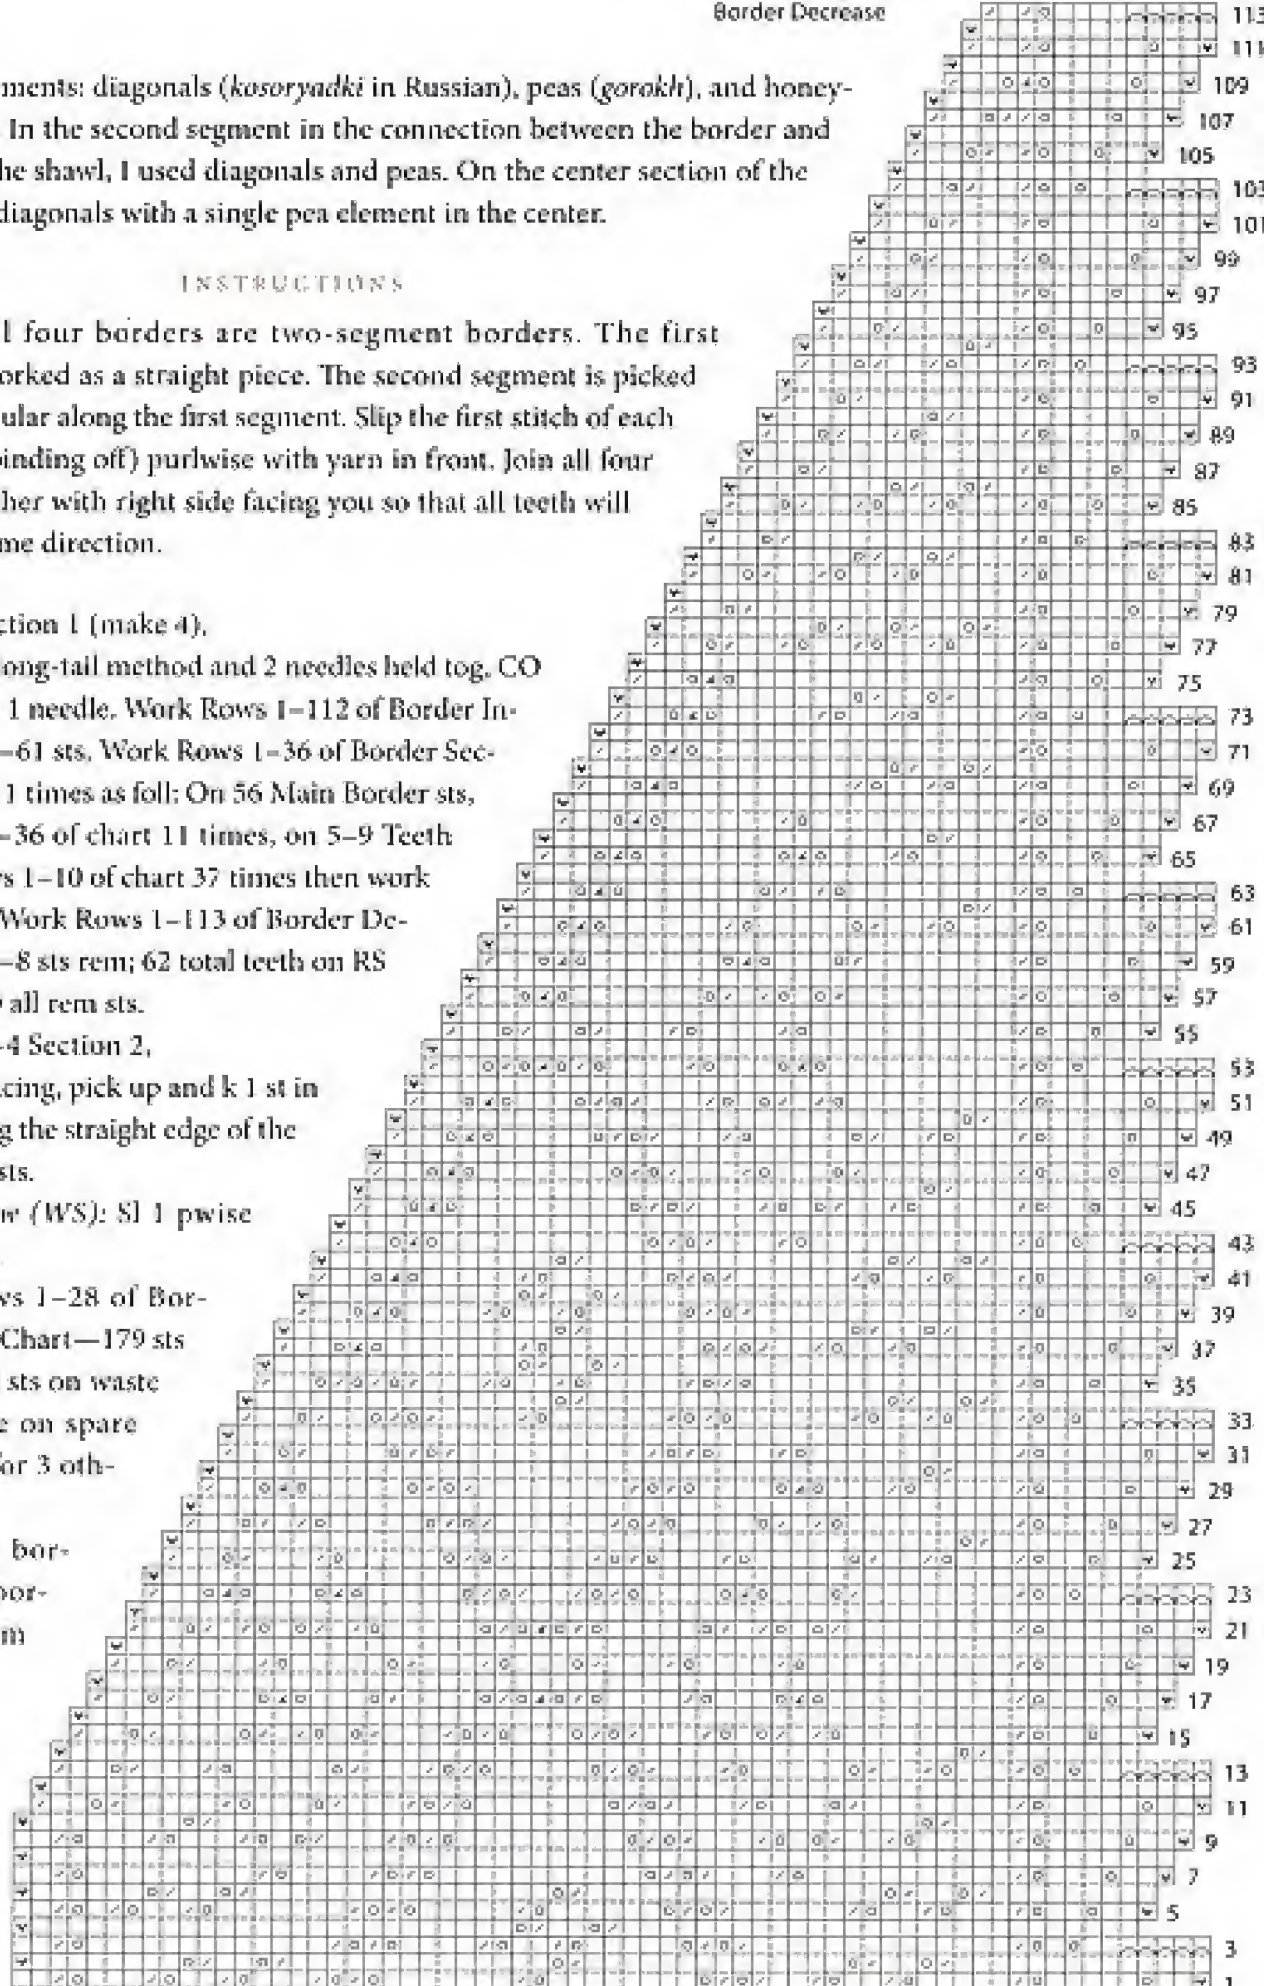 Border Decrease
ments: diagonals (kosoryadki in Russian), peas (gorokh), and honey-
In the second segment in the connection between the border and
he shawl, I used diagonals and peas. On the center section of the
diagonals with a single pea element in the center.
INSTRUCTIONS
l four borders are two-segment borders. The first
orked as a straight piece. The second segment is picked
ular along the first segment. Slip the first stitch of each
inding off) purlwise with yarn in front. Join all four
her with right side facing you so that all teeth will
me direction.
ction 1 (make 4).
long-tail method and 2 needles held tog, CO
1 needle. Work Rows 1–112 of Border In-
–61 sts. Work Rows 1–36 of Border Sec-
1 times as foll: On 56 Main Border sts,
–36 of chart 11 times, on 5–9 Teeth
s 1–10 of chart 37 times then work
Work Rows 1–113 of Border De-
–8 sts rem; 62 total teeth on RS
all rem sts.
-4 Section 2,
cing, pick up and k 1 st in
g the straight edge of the
sts.
w (WS): Sl 1 pwise
ws 1–28 of Bor-
Chart—179 sts
sts on waste
e on spare
or 3 oth-
bor-
bor-
m
113
111
109
107
105
103
101
99
97
95
93
91
89
87
85
83
81
79
77
75
73
71
69
67
65
63
61
59
57
55
53
51
49
47
45
43
41
39
37
35
33
31
29
27
25
23
21
19
17
15
13
11
9
7
5
3
1